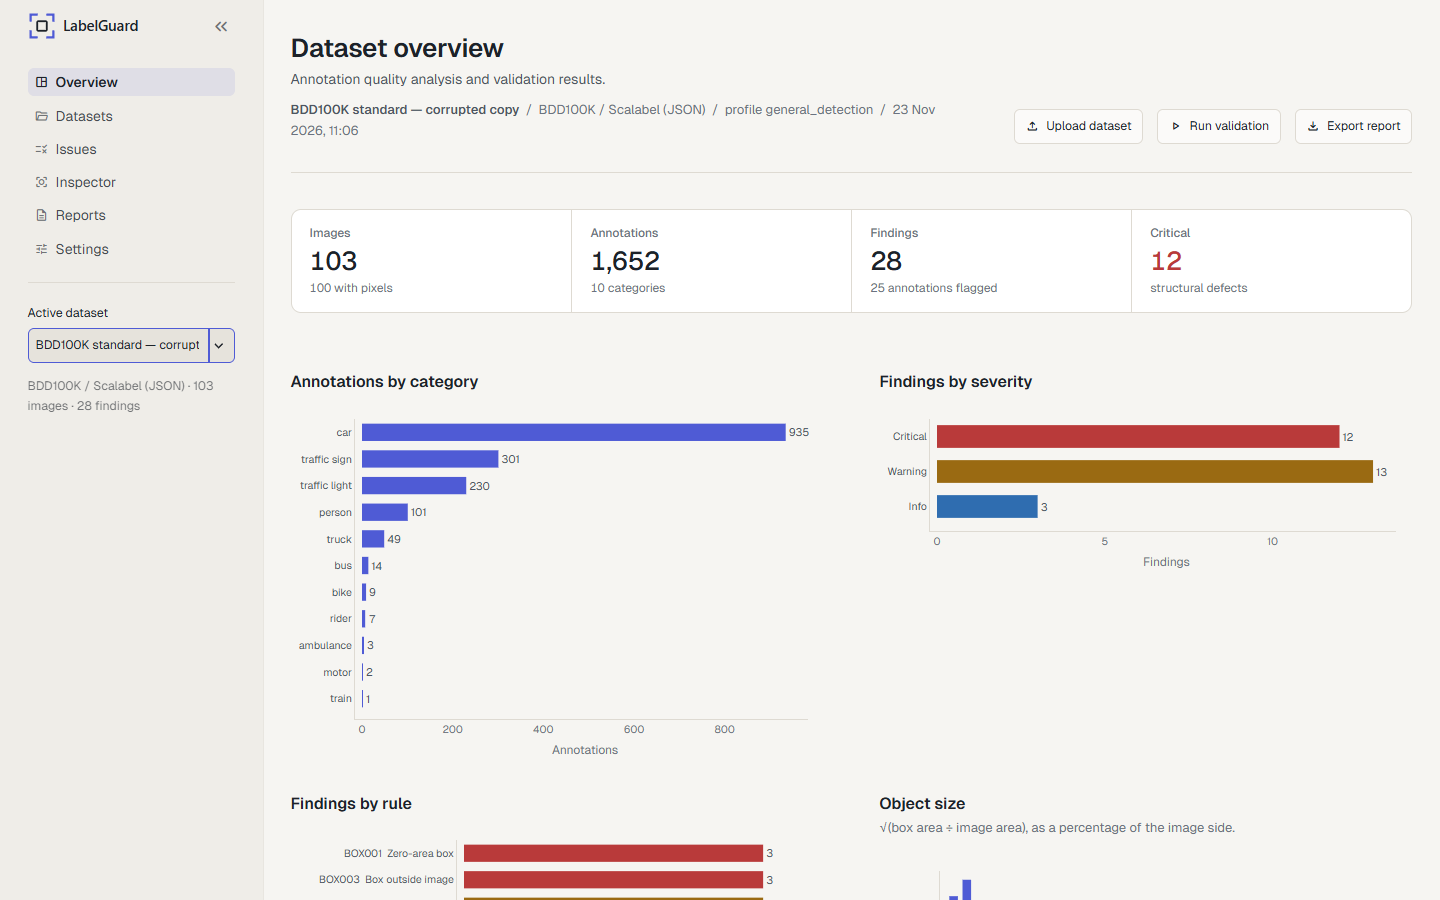 LabelGuard
Overview
Datasets
Issues
Inspector
Reports
Settings
Active dataset
BDD100K standard — corrupt
BDD100K / Scalabel (JSON) · 103
images · 28 findings
Dataset overview
Annotation quality analysis and validation results.
BDD100K standard — corrupted copy / BDD100K / Scalabel (JSON) / profile general_detection / 23 Nov
2026, 11:06
Upload dataset
Run validation
Export report
Images
103
100 with pixels
Annotations
1,652
10 categories
Findings
28
25 annotations flagged
Critical
12
structural defects
Annotations by category
car 935
traffic sign 301
traffic light 230
person 101
truck 49
bus 14
bike 9
rider 7
ambulance 3
motor 2
train 1
0 200 400 600 800
Annotations
Findings by severity
Critical 12
Warning 13
Info 3
0 5 10
Findings
Findings by rule
BOX001 Zero-area box 3
BOX003 Box outside image 3
Object size
√(box area ÷ image area), as a percentage of the image side.